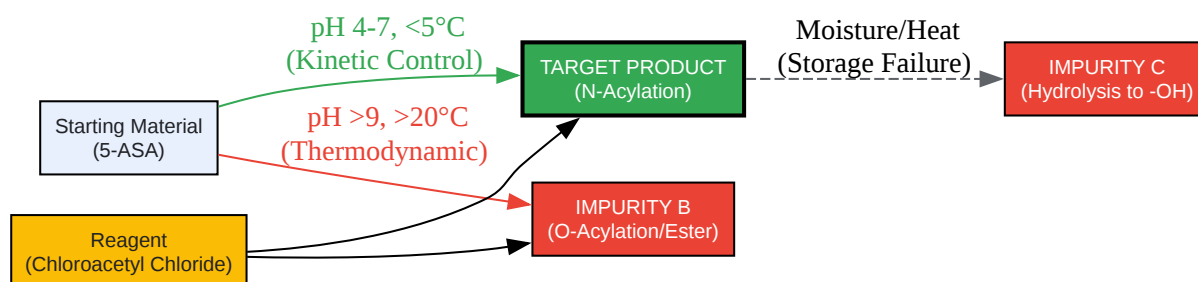 pH 4-7, <5°C
(Kinetic Control)
TARGET PRODUCT
(N-Acylation)
Moisture/Heat
(Storage Failure)
IMPURITY C
(Hydrolysis to -OH)
Starting Material
(5-ASA)
pH >9, >20°C
(Thermodynamic)
IMPURITY B
(O-Acylation/Ester)
Reagent
(Chloroacetyl Chloride)